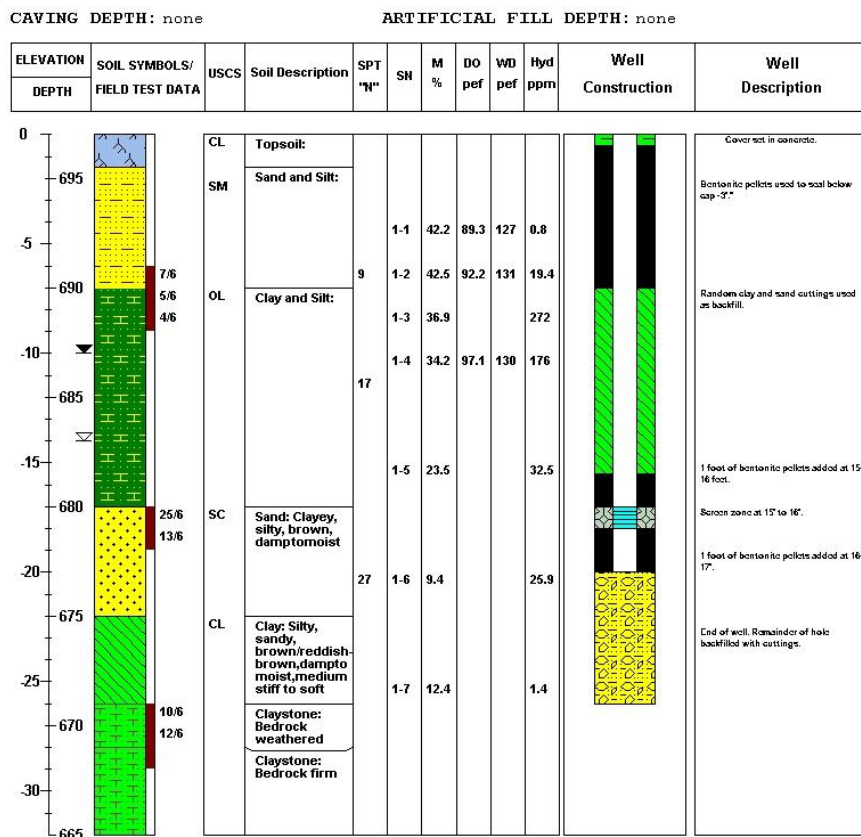 CAVING DEPTH: none ARTIFICIAL FILL DEPTH: none
ELEVATION
DEPTH
SOIL SYMBOLS/
FIELD TEST DATA
USCS
Soil Description
SPT
"N"
SN
M
%
DO
pef
WD
pef
Hyd
ppm
Well
Construction
Well
Description
0
695
-5
690
-10
685
-15
680
-20
675
-25
670
-30
665
7/6
5/6
4/6
25/6
13/6
10/6
12/6
CL
SM
OL
SC
CL
Topsoil:
Sand and Silt:
Clay and Silt:
Sand: Clayey,
silty, brown,
damptomoist
Clay: Silty,
sandy,
brown/reddish-
brown,dampto
moist,medium
stiff to soft
Claystone:
Bedrock
weathered
Claystone:
Bedrock firm
1-1 42.2 89.3 127 0.8
9 1-2 42.5 92.2 131 19.4
1-3 36.9 272
1-4 34.2 97.1 130 176
17
1-5 23.5 32.5
27 1-6 9.4 25.9
1-7 12.4 1.4
Cover set in concrete.
Bentonite pellets used to seal below
cap -3"."
Random clay and sand cuttings used
as backfill.
1 foot of bentonite pellets added at 15-
16 feet.
Screen zone at 15" to 16".
1 foot of bentonite pellets added at 16-
17".
End of well. Remainder of hole
backfilled with cuttings.